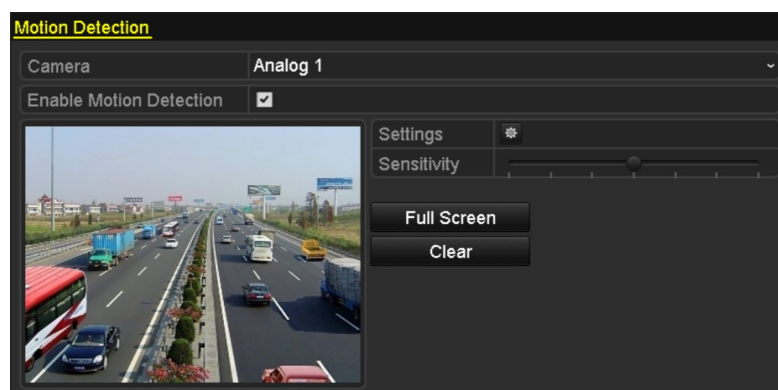 Motion Detection
Camera Analog 1
Enable Motion Detection
Settings
Sensitivity
Full Screen
Clear